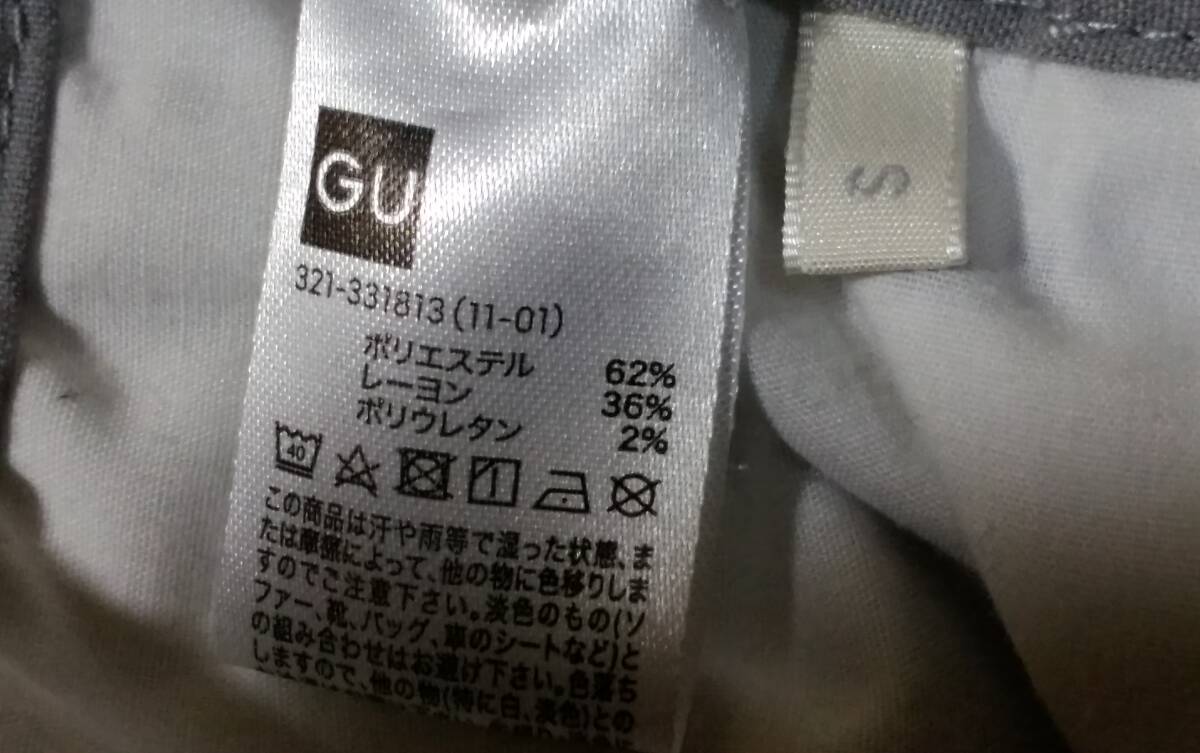 GU
321-331813(11-01)
ポリエステル 62%
レーヨン 36%
ポリウレタン 2%
40
この商品は汗や雨等で湿った状態、ま
たは摩擦によって、他の物に色移りしま
すのでご注意下さい。淡色のもの(ソ
ファー、靴、バッグ、車のシートなど)と
の組み合わせはお避け下さい。色落ち
しますので、他の物(特に白、淡色)との
S